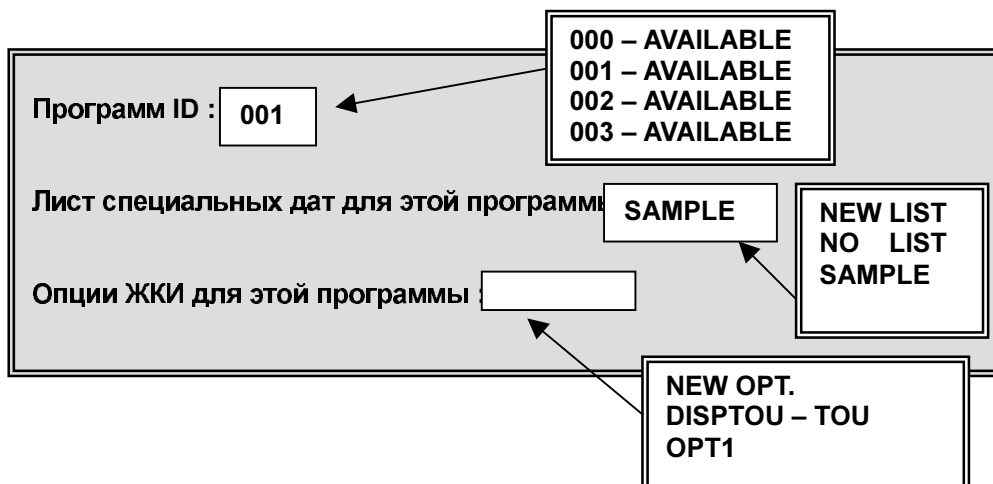 000 – AVAILABLE
001 – AVAILABLE
002 – AVAILABLE
003 – AVAILABLE
Программ ID : 001
Лист специальных дат для этой программы SAMPLE
NEW LIST
NO LIST
SAMPLE
Опции ЖКИ для этой программы :
NEW OPT.
DISPTOU – TOU
OPT1